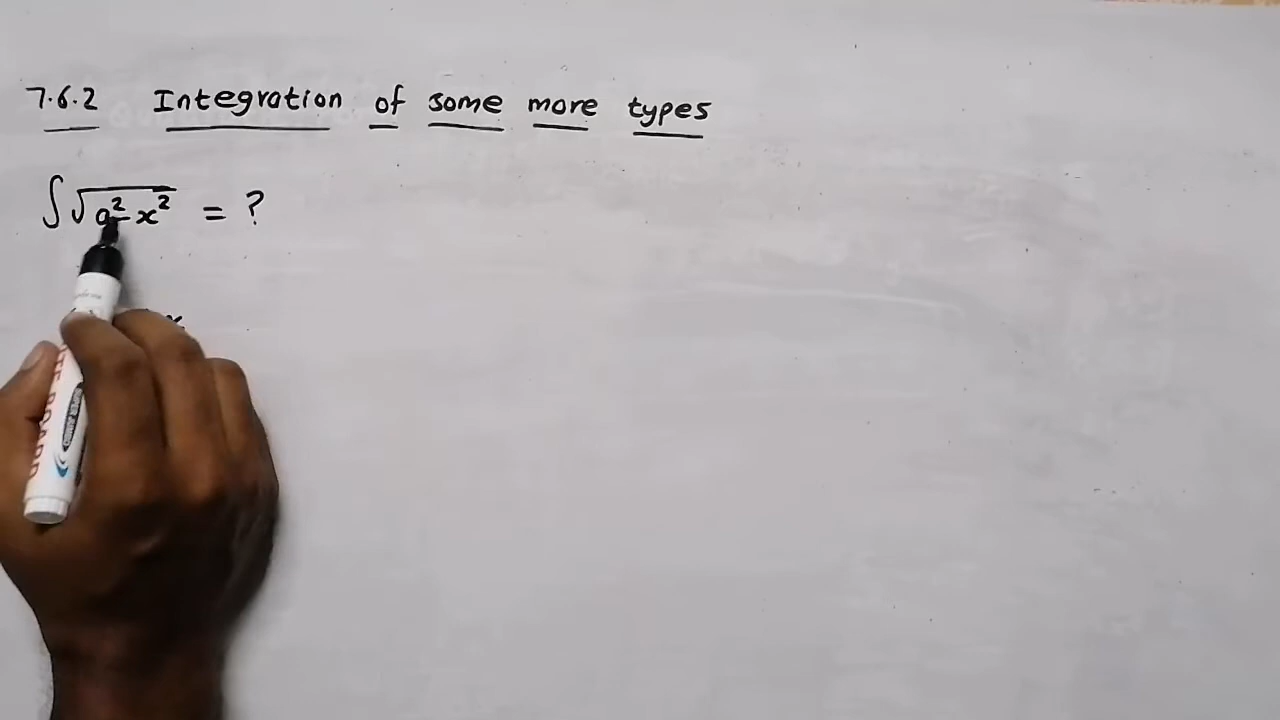 7.6.2 Integration of some more types
∫√a²-x² = ?
x